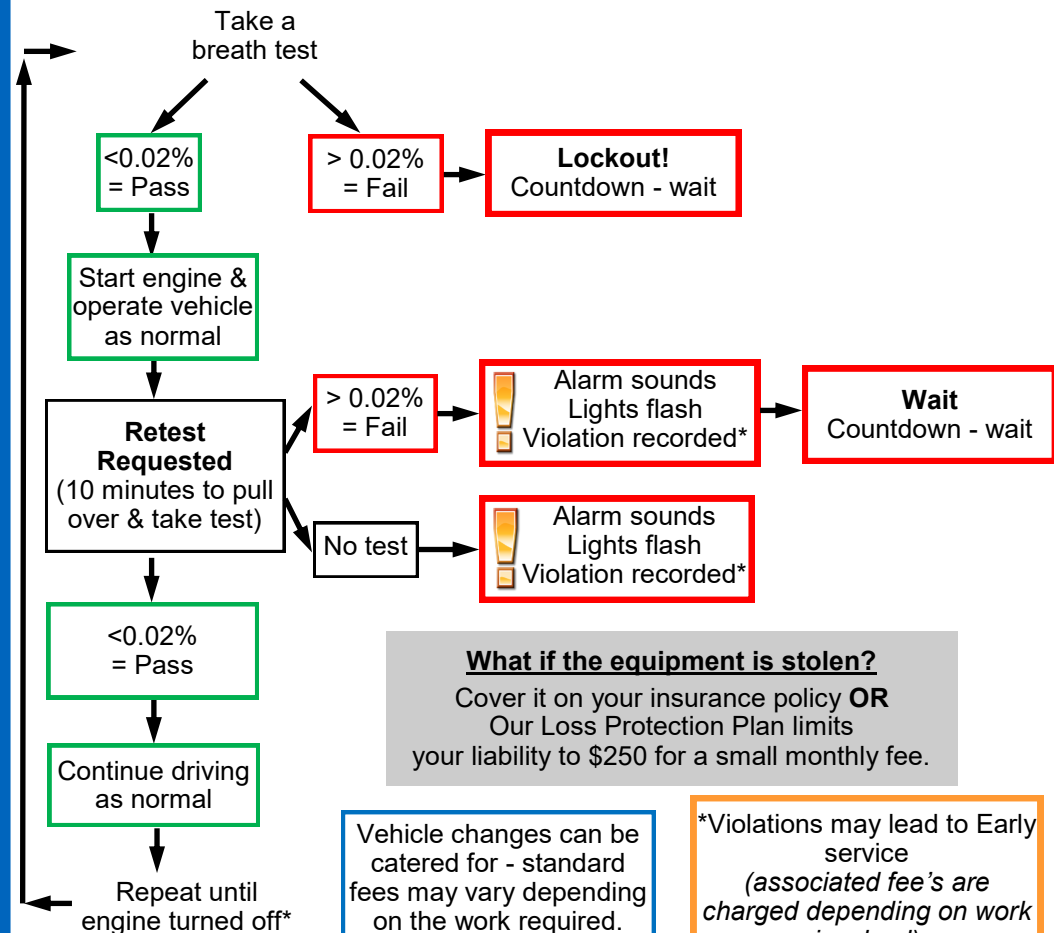 Take a
breath test
<0.02%
= Pass
> 0.02%
= Fail
Lockout!
Countdown - wait
Start engine &
operate vehicle
as normal
Retest
Requested
(10 minutes to pull
over & take test)
> 0.02%
= Fail
Alarm sounds
Lights flash
Violation recorded*
Wait
Countdown - wait
No test
Alarm sounds
Lights flash
Violation recorded*
<0.02%
= Pass
Continue driving
as normal
Repeat until
engine turned off*
What if the equipment is stolen?
Cover it on your insurance policy OR
Our Loss Protection Plan limits
your liability to $250 for a small monthly fee.
Vehicle changes can be
catered for - standard
fees may vary depending
on the work required.
*Violations may lead to Early
service
(associated fee's are
charged depending on work